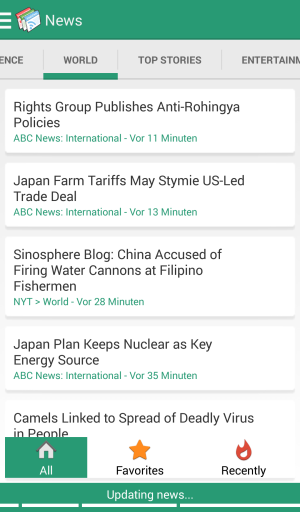 News
ENCE
WORLD
TOP STORIES
ENTERTAINM
Rights Group Publishes Anti-Rohingya
Policies
ABC News: International - Vor 11 Minuten
Japan Farm Tariffs May Stymie US-Led
Trade Deal
ABC News: International - Vor 13 Minuten
Sinosphere Blog: China Accused of
Firing Water Cannons at Filipino
Fishermen
NYT > World - Vor 28 Minuten
Japan Plan Keeps Nuclear as Key
Energy Source
ABC News: International - Vor 35 Minuten
Camels Linked to Spread of Deadly Virus
in People
All
Favorites
Recently
Updating news...